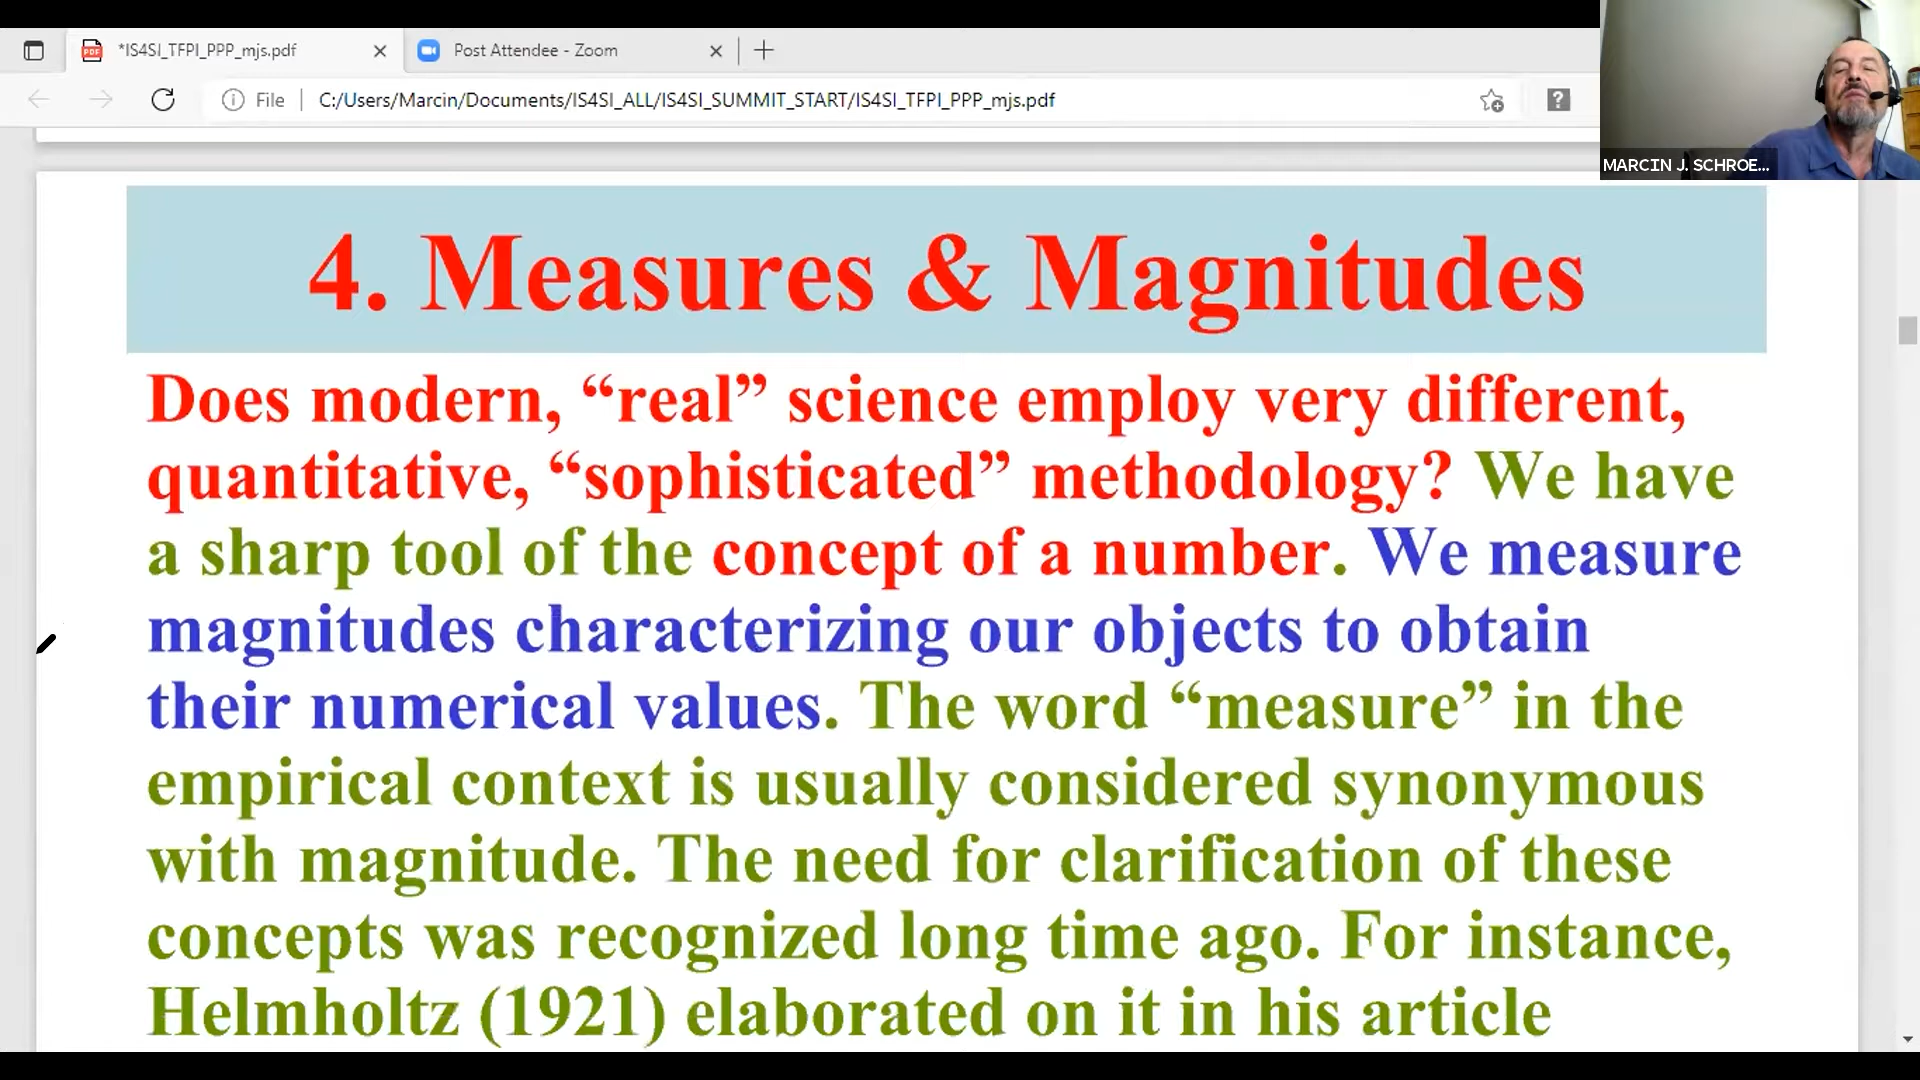 *IS4SI_TFPI_PPP_mjs.pdf
Post Attendee - Zoom
File
C:/Users/Marcin/Documents/IS4SI_ALL/IS4SI_SUMMIT_START/IS4SI_TFPI_PPP_mjs.pdf
MARCIN J. SCHROE...
4. Measures & Magnitudes
Does modern, “real” science employ very different,
quantitative, “sophisticated” methodology? We have
a sharp tool of the concept of a number. We measure
magnitudes characterizing our objects to obtain
their numerical values. The word “measure” in the
empirical context is usually considered synonymous
with magnitude. The need for clarification of these
concepts was recognized long time ago. For instance,
Helmholtz (1921) elaborated on it in his article